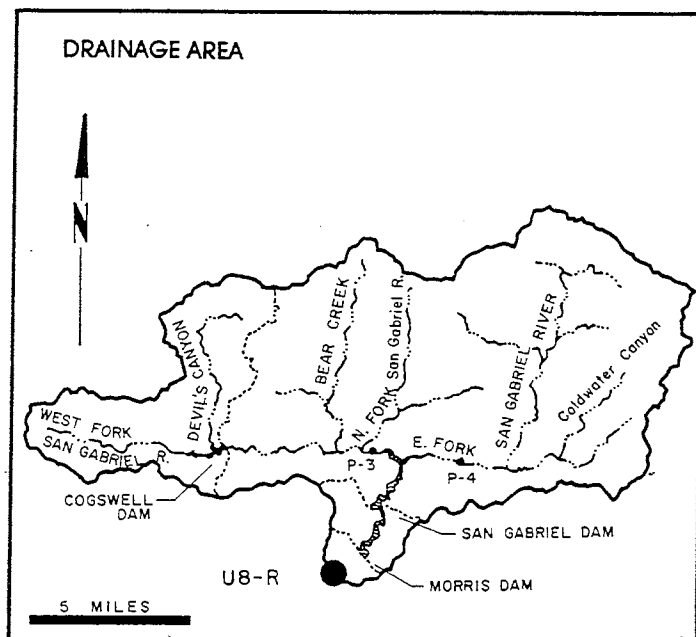 DRAINAGE AREA
N
DEVIL'S CANYON
BEAR CREEK
N. FORK San Gabriel R.
SAN GABRIEL RIVER
Coldwater Canyon
WEST FORK
SAN GABRIEL R.
E. FORK
P-3
P-4
COGSWELL
DAM
SAN GABRIEL DAM
U8-R
MORRIS DAM
5 MILES